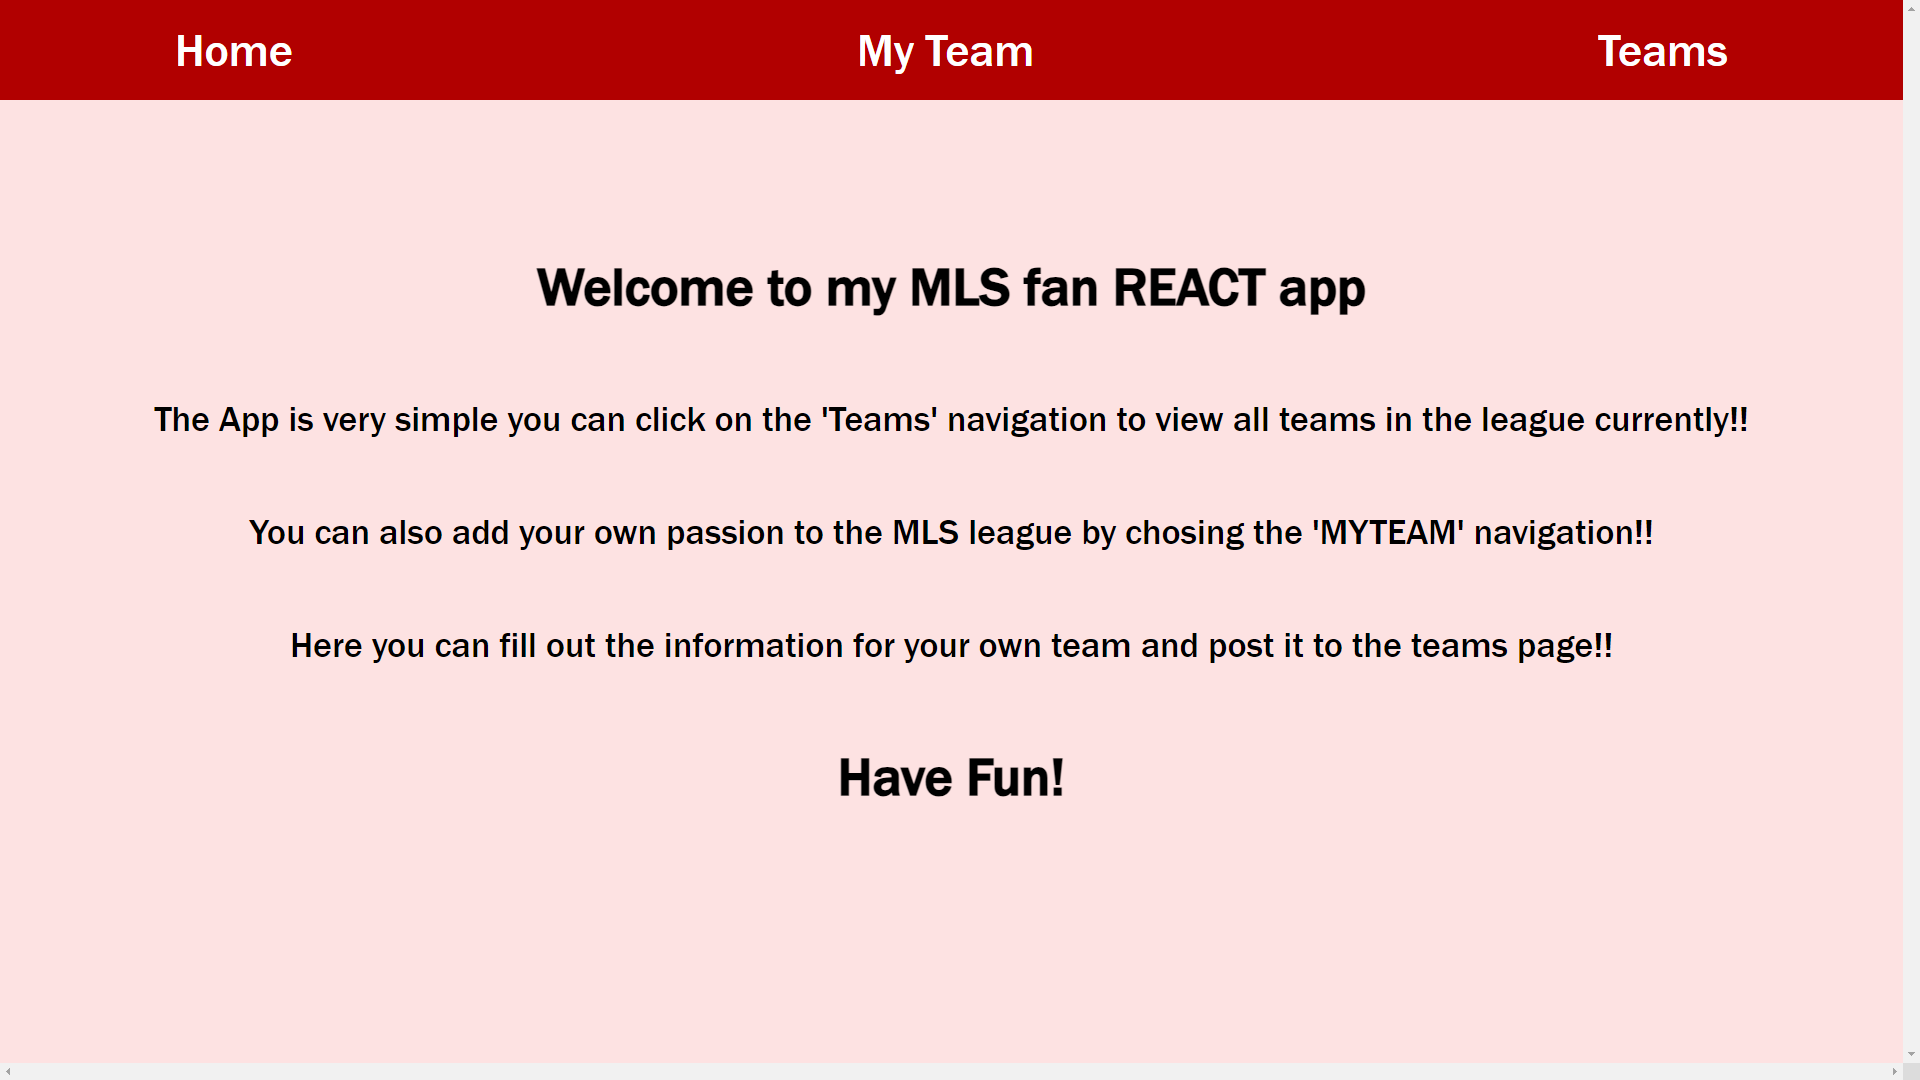 Home My Team Teams
Welcome to my MLS fan REACT app
The App is very simple you can click on the 'Teams' navigation to view all teams in the league currently!!
You can also add your own passion to the MLS league by chosing the 'MYTEAM' navigation!!
Here you can fill out the information for your own team and post it to the teams page!!
Have Fun!